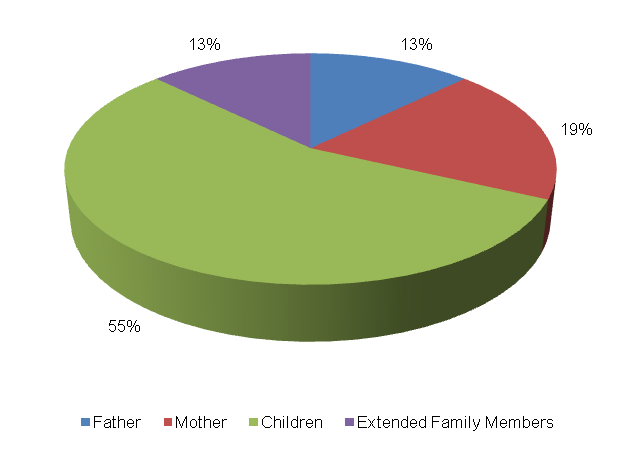 13% 13%
19%
55%
Father Mother Children Extended Family Members